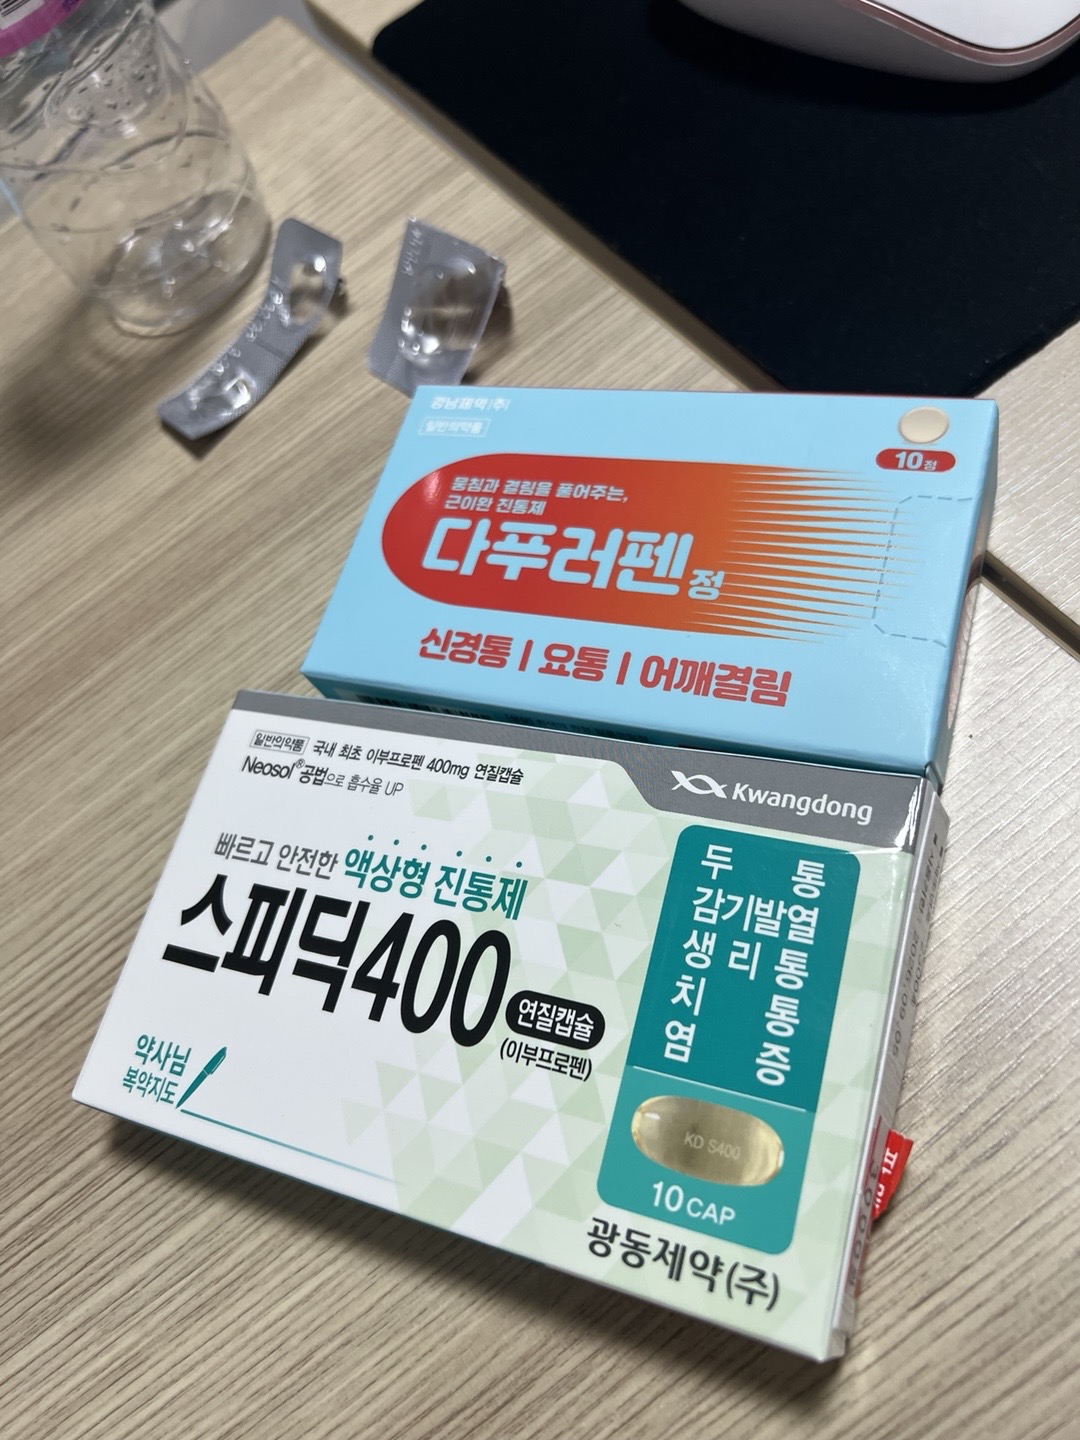 경남제약(주)
일반의약품
10정
뭉침과 결림을 풀어주는,
근이완 진통제
다푸러펜정
신경통 | 요통 | 어깨결림
일반의약품 국내 최초 이부프로펜 400mg 연질캡슐
Neosol® 공법으로 흡수율 UP
Kwangdong
빠르고 안전한 액상형 진통제
스피딕400
연질캡슐
(이부프로펜)
약사님
복약지도
두통
감기발열
생리통
치통
염증
KD S400
10 CAP
광동제약(주)